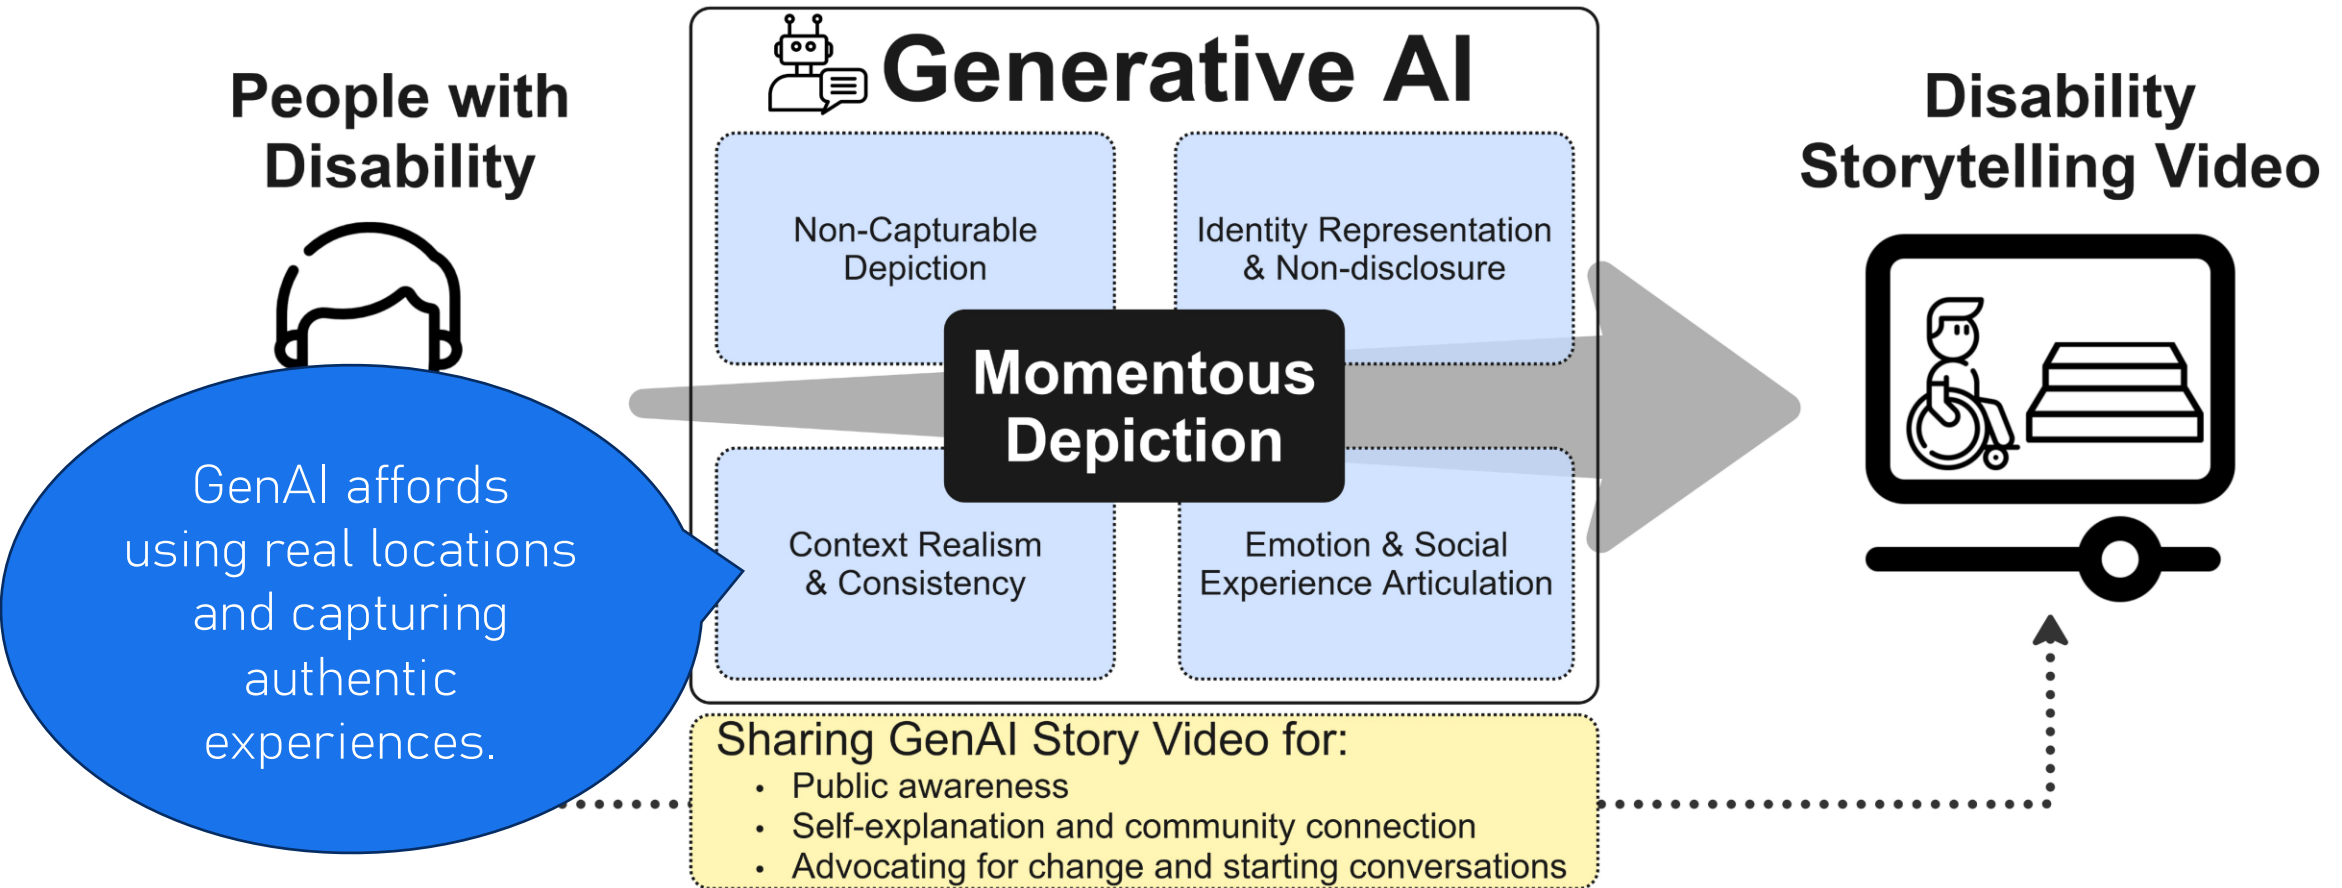 People with
Disability
Generative AI
Non-Capturable
Depiction
Identity Representation
& Non-disclosure
Momentous
Depiction
Context Realism
& Consistency
Emotion & Social
Experience Articulation
Disability
Storytelling Video
GenAI affords
using real locations
and capturing
authentic
experiences.
Sharing GenAI Story Video for:
• Public awareness
• Self-explanation and community connection
• Advocating for change and starting conversations